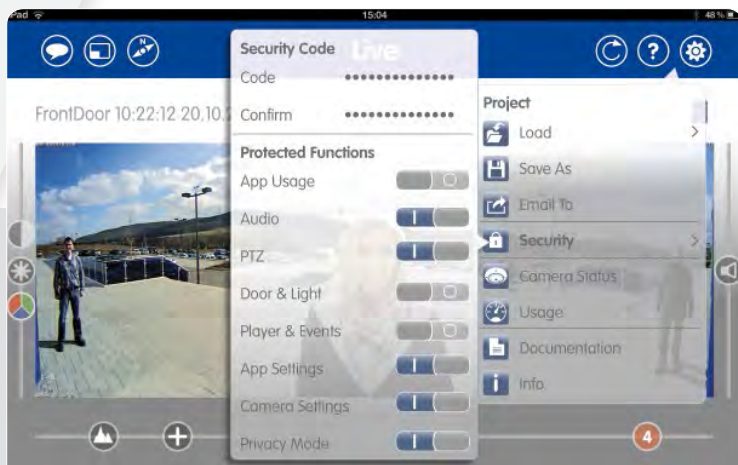 Pad
15:04
48 %
Live
FrontDoor 10:22:12 20.10.2
Security Code
Code ••••••••••••••
Confirm ••••••••••••••
Protected Functions
App Usage
Audio
PTZ
Door & Light
Player & Events
App Settings
Camera Settings
Privacy Mode
Project
Load
Save As
Email To
Security
Camera Status
Usage
Documentation
Info
N
?
4